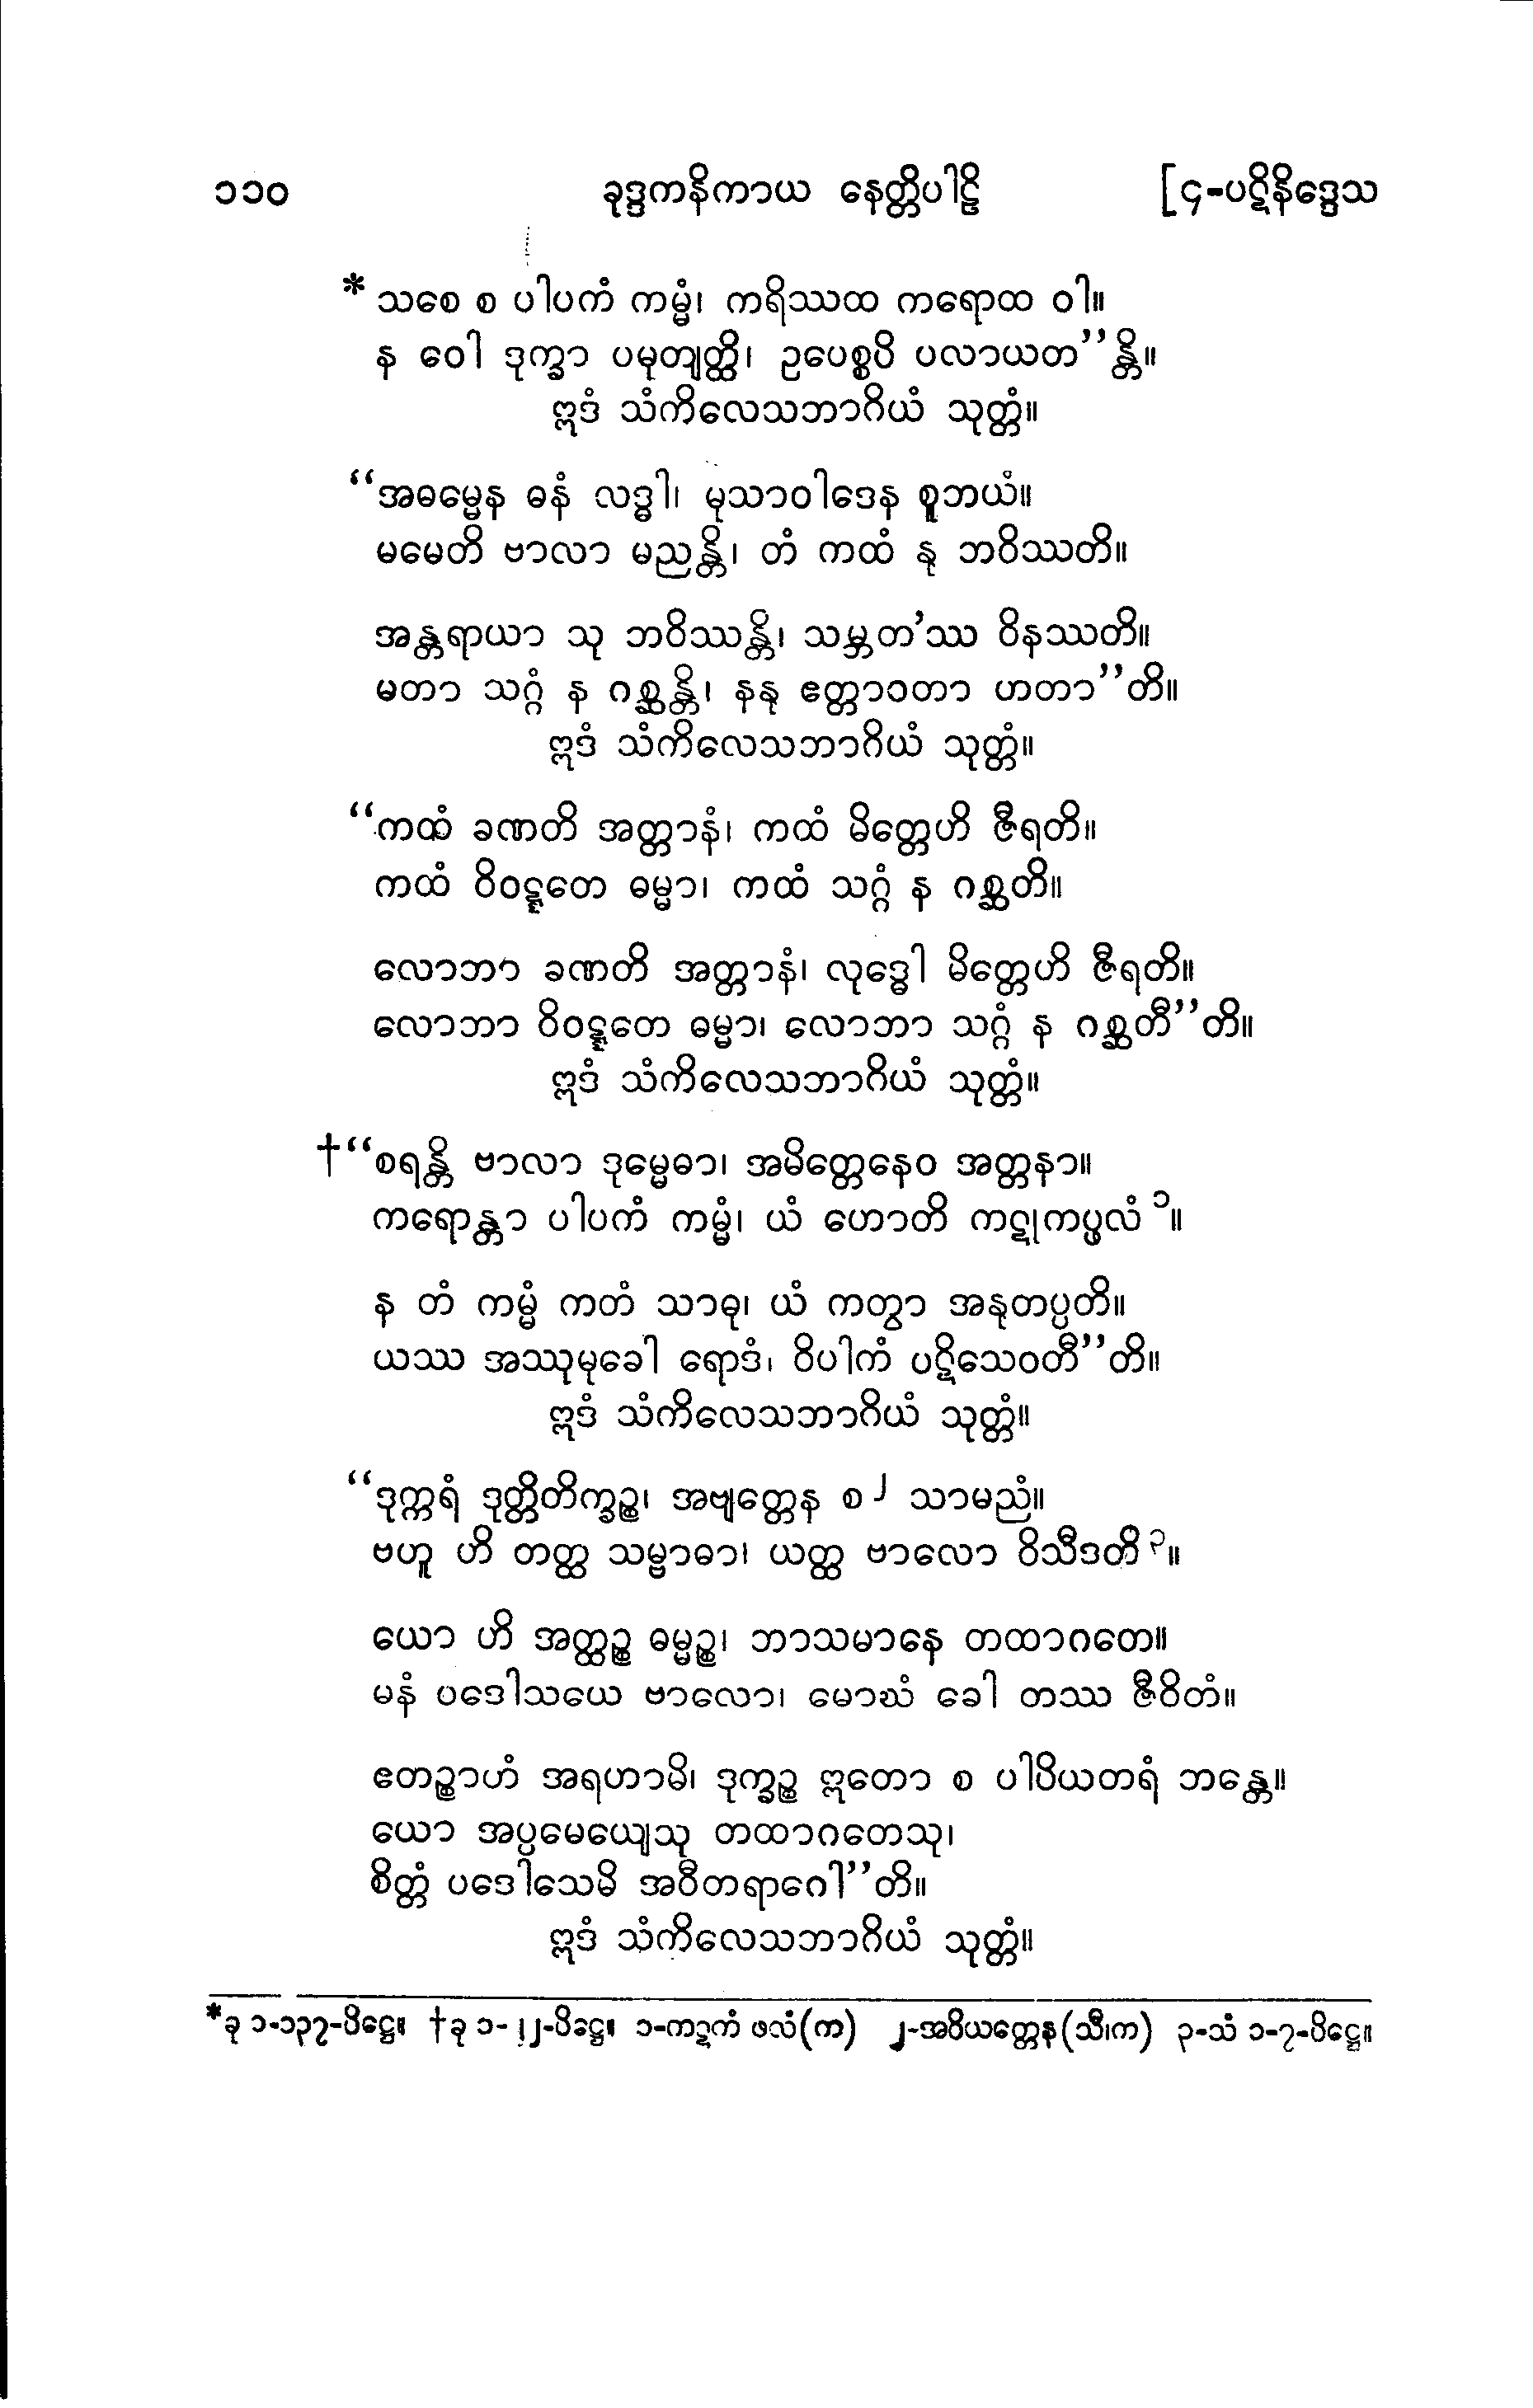 ၁၁၀ ခုဒ္ဒကနိကာယ နေတ္တိပါဠိ [၄-ပဋိနိဒ္ဒေသ
* သစေ စ ပါပကံ ကမ္မံ၊ ကရိဿထ ကရောထ ဝါ။
န ဝေါ ဒုက္ခာ ပမုတျတ္ထိ၊ ဥပေစ္စပိ ပလာယတ”န္တိ။
ဣဒံ သံကိလေသဘာဂိယံ သုတ္တံ။
“အဓမ္မေန ဓနံ လဒ္ဓါ၊ မုသာဝါဒေန စူဘယံ။
မမေတိ ဗာလာ မညန္တိ၊ တံ ကထံ နု ဘဝိဿတိ။
အန္တရာယာ သု ဘဝိဿန္တိ၊ သမ္ဘတ’ဿ ဝိနဿတိ။
မတာ သဂ္ဂံ န ဂစ္ဆန္တိ၊ နနု ဧတ္တာဝတာ ဟတာ”တိ။
ဣဒံ သံကိလေသဘာဂိယံ သုတ္တံ။
“ကထံ ခဏတိ အတ္တာနံ၊ ကထံ မိတ္တေဟိ ဇီရတိ။
ကထံ ဝိဝဋ္ဋတေ ဓမ္မာ၊ ကထံ သဂ္ဂံ န ဂစ္ဆတိ။
လောဘာ ခဏတိ အတ္တာနံ၊ လုဒ္ဓေါ မိတ္တေဟိ ဇီရတိ။
လောဘာ ဝိဝဋ္ဋတေ ဓမ္မာ၊ လောဘာ သဂ္ဂံ န ဂစ္ဆတီ”တိ။
ဣဒံ သံကိလေသဘာဂိယံ သုတ္တံ။
†“စရန္တိ ဗာလာ ဒုမ္မေဓာ၊ အမိတ္တေနေဝ အတ္တနာ။
ကရောန္တာ ပါပကံ ကမ္မံ၊ ယံ ဟောတိ ကဋုကပ္ဖလံ ၁။
န တံ ကမ္မံ ကတံ သာဓု၊ ယံ ကတွာ အနုတပ္ပတိ။
ယဿ အဿုမုခေါ ရောဒံ၊ ဝိပါကံ ပဋိသေဝတီ”တိ။
ဣဒံ သံကိလေသဘာဂိယံ သုတ္တံ။
“ဒုက္ကရံ ဒုတ္တိတိက္ခဉ္စ၊ အဗျတ္တေန စ ၂ သာမညံ။
ဗဟူ ဟိ တတ္ထ သမ္ဗာဓာ၊ ယတ္ထ ဗာလော ဝိသီဒတိ ၃။
ယော ဟိ အတ္ထဉ္စ ဓမ္မဉ္စ၊ ဘာသမာနေ တထာဂတေ။
မနံ ပဒေါသယေ ဗာလော၊ မောဃံ ခေါ တဿ ဇီဝိတံ။
ဧတဉ္စာဟံ အရဟာမိ၊ ဒုက္ခဉ္စ ဣတော စ ပါပိယတရံ ဘန္တေ။
ယော အပ္ပမေယျေသု တထာဂတေသု၊
စိတ္တံ ပဒေါသေမိ အဝီတရာဂေါ”တိ။
ဣဒံ သံကိလေသဘာဂိယံ သုတ္တံ။
*ခု ၁-၁၃၇-ပိဋ္ဌေ။ †ခု ၁- ၂၂-ပိဋ္ဌေ။ ၁-ကဋကံ ဖလံ(က) ၂-အဝိယတ္တေန(သီ၊က) ၃-သံ ၁-၇-ပိဋ္ဌေ။